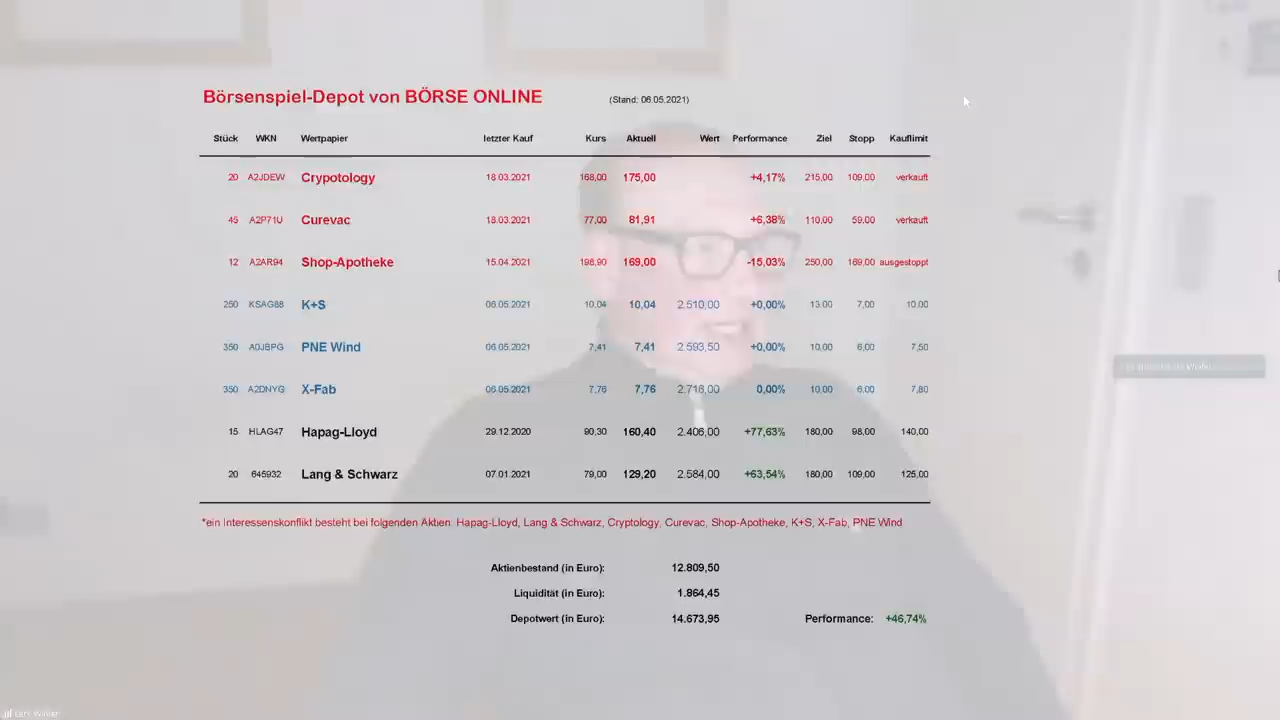 Börsenspiel-Depot von BÖRSE ONLINE (Stand: 06.05.2021)
Stück WKN Wertpapier letzter Kauf Kurs Aktuell Wert Performance Ziel Stopp Kauflimit
20 A2JDEW Crypotology 18.03.2021 168,00 175,00 +4,17% 215,00 109,00 verkauft
45 A2P71U Curevac 18.03.2021 77,00 81,91 +6,38% 110,00 59,00 verkauft
12 A2AR94 Shop-Apotheke 15.04.2021 198,90 169,00 -15,03% 250,00 169,00 ausgestoppt
250 KSAG88 K+S 06.05.2021 10,04 10,04 2.510,00 +0,00% 13,00 7,00 10,00
350 A0JBPG PNE Wind 06.05.2021 7,41 7,41 2.593,50 +0,00% 10,00 6,00 7,50
350 A2DNYG X-Fab 06.05.2021 7,76 7,76 2.716,00 0,00% 10,00 6,00 7,80
15 HLAG47 Hapag-Lloyd 29.12.2020 90,30 160,40 2.406,00 +77,63% 180,00 98,00 140,00
20 645932 Lang & Schwarz 07.01.2021 79,00 129,20 2.584,00 +63,54% 180,00 109,00 125,00
*ein Interessenskonflikt besteht bei folgenden Aktien: Hapag-Lloyd, Lang & Schwarz, Cryptology, Curevac, Shop-Apotheke, K+S, X-Fab, PNE Wind
Aktienbestand (in Euro): 12.809,50
Liquidität (in Euro): 1.864,45
Depotwert (in Euro): 14.673,95 Performance: +46,74%